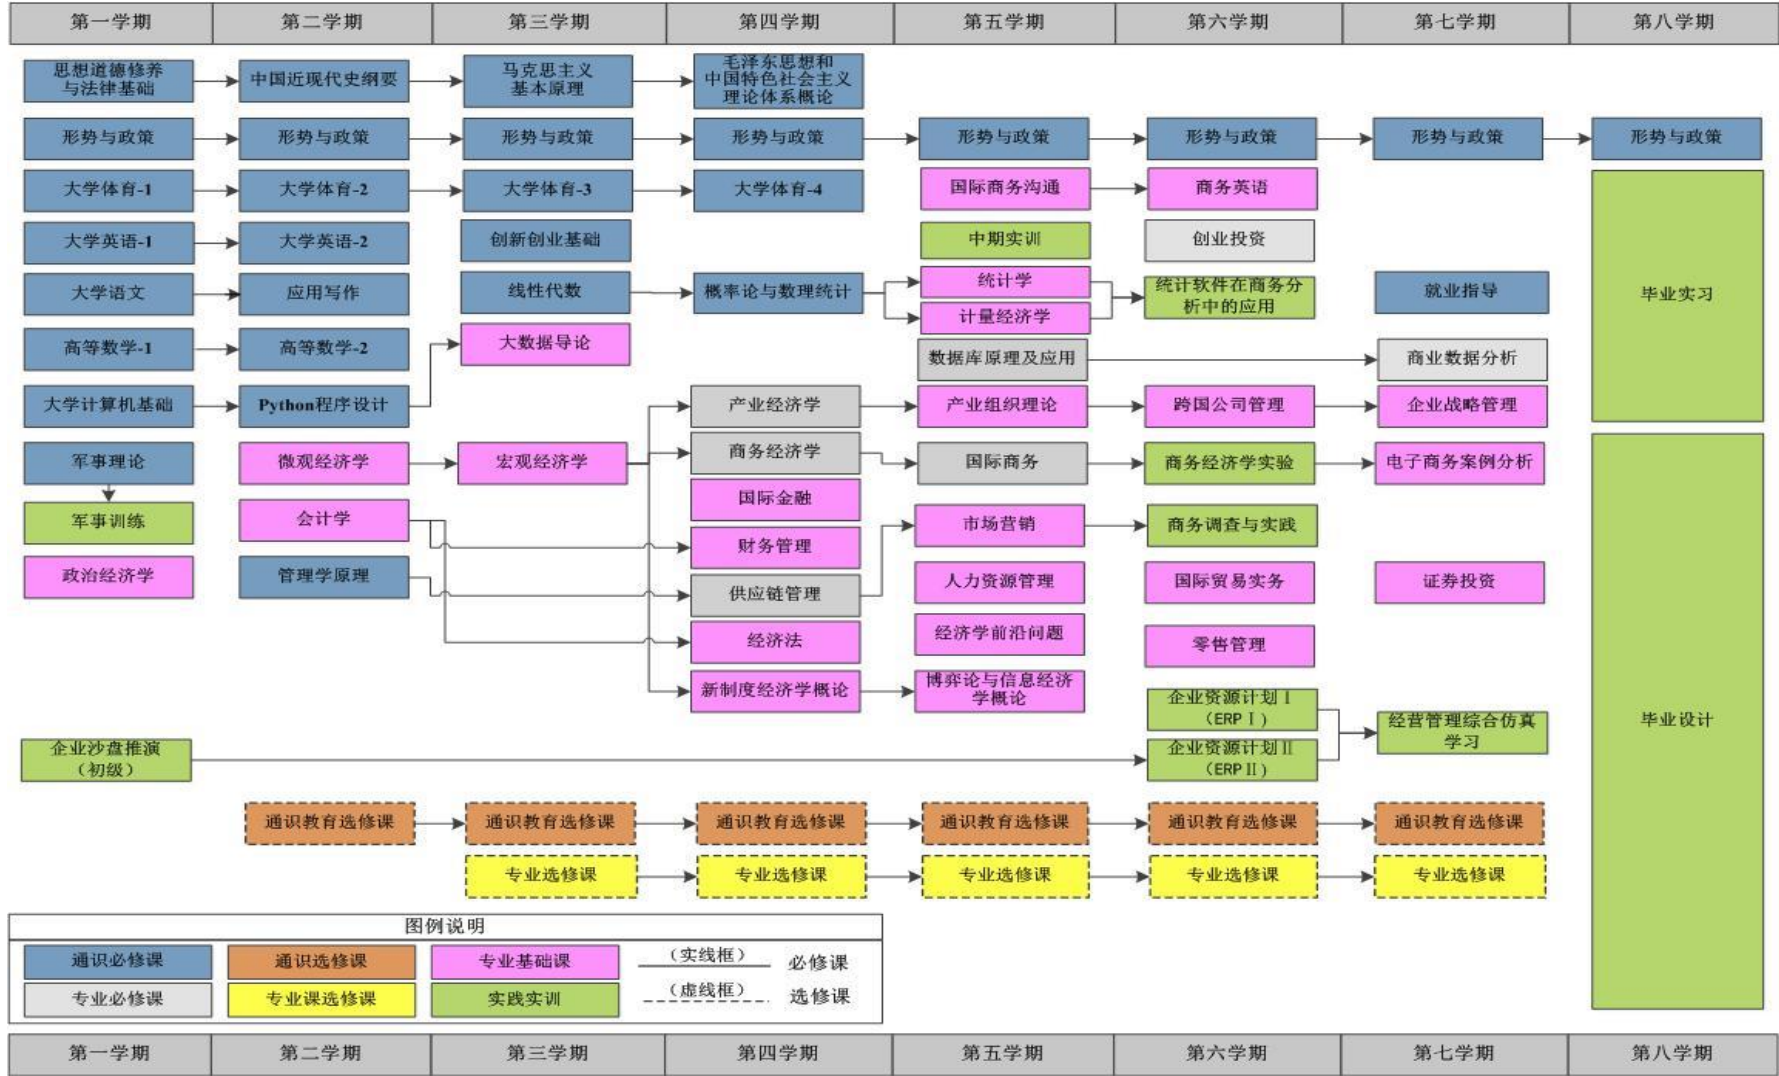 第一学期 第二学期 第三学期 第四学期 第五学期 第六学期 第七学期 第八学期
思想道德修养
与法律基础
中国近现代史纲要
马克思主义
基本原理
毛泽东思想和
中国特色社会主义
理论体系概论
形势与政策 形势与政策 形势与政策 形势与政策 形势与政策 形势与政策 形势与政策 形势与政策
大学体育-1 大学体育-2 大学体育-3 大学体育-4 国际商务沟通 商务英语
大学英语-1 大学英语-2 创新创业基础 中期实训 创业投资
大学语文 应用写作 线性代数 概率论与数理统计
统计学
计量经济学
统计软件在商务分
析中的应用
就业指导
毕业实习
高等数学-1 高等数学-2 大数据导论 数据库原理及应用 商业数据分析
大学计算机基础 Python程序设计 产业经济学 产业组织理论 跨国公司管理 企业战略管理
军事理论 微观经济学 宏观经济学 商务经济学 国际商务 商务经济学实验 电子商务案例分析
国际金融
军事训练 会计学 财务管理 市场营销 商务调查与实践
政治经济学 管理学原理 供应链管理 人力资源管理 国际贸易实务 证券投资
经济法 经济学前沿问题 零售管理
新制度经济学概论
博弈论与信息经济
学概论
企业资源计划Ⅰ
（ERPⅠ）
经营管理综合仿真
学习
毕业设计
企业沙盘推演
（初级）
企业资源计划Ⅱ
（ERPⅡ）
通识教育选修课 通识教育选修课 通识教育选修课 通识教育选修课 通识教育选修课 通识教育选修课
专业选修课 专业选修课 专业选修课 专业选修课 专业选修课
图例说明
通识必修课 通识选修课 专业基础课 （实线框） 必修课
专业必修课 专业课选修课 实践实训 （虚线框） 选修课
第一学期 第二学期 第三学期 第四学期 第五学期 第六学期 第七学期 第八学期